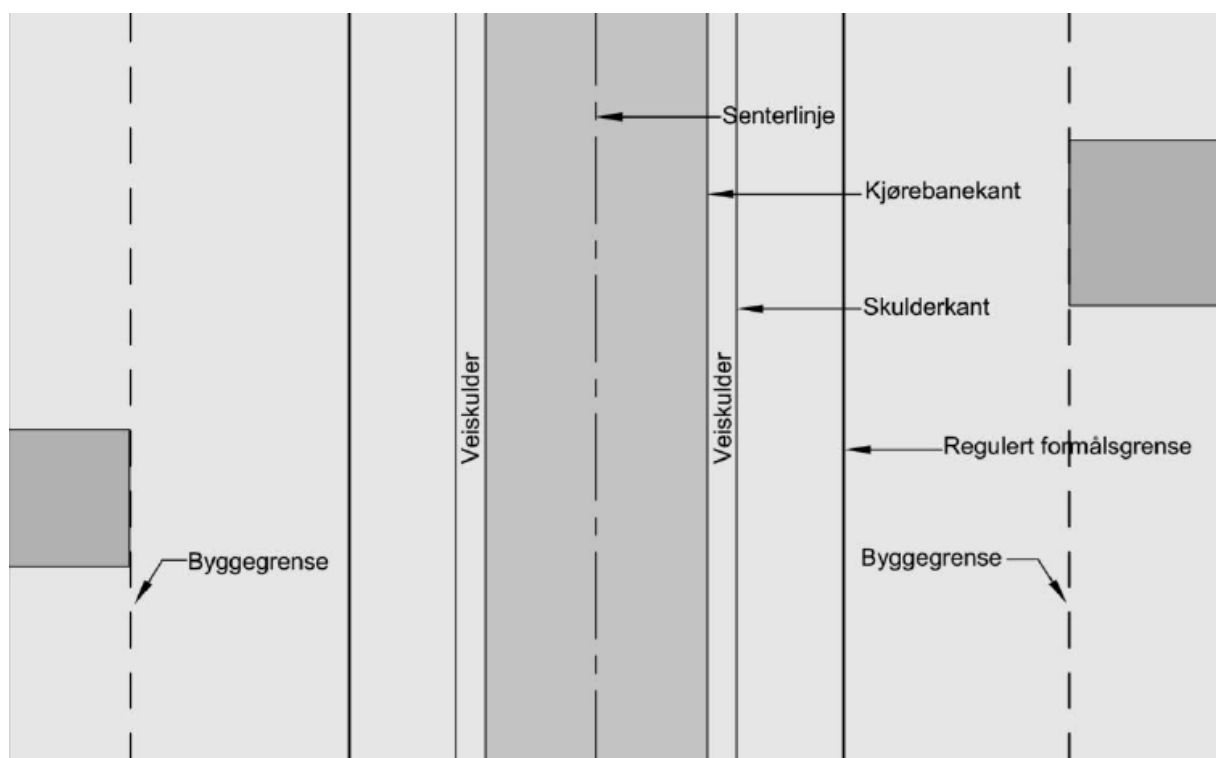 Senterlinje
Kjørebanekant
Skulderkant
Veiskulder
Veiskulder
Regulert formålsgrense
Byggegrense
Byggegrense